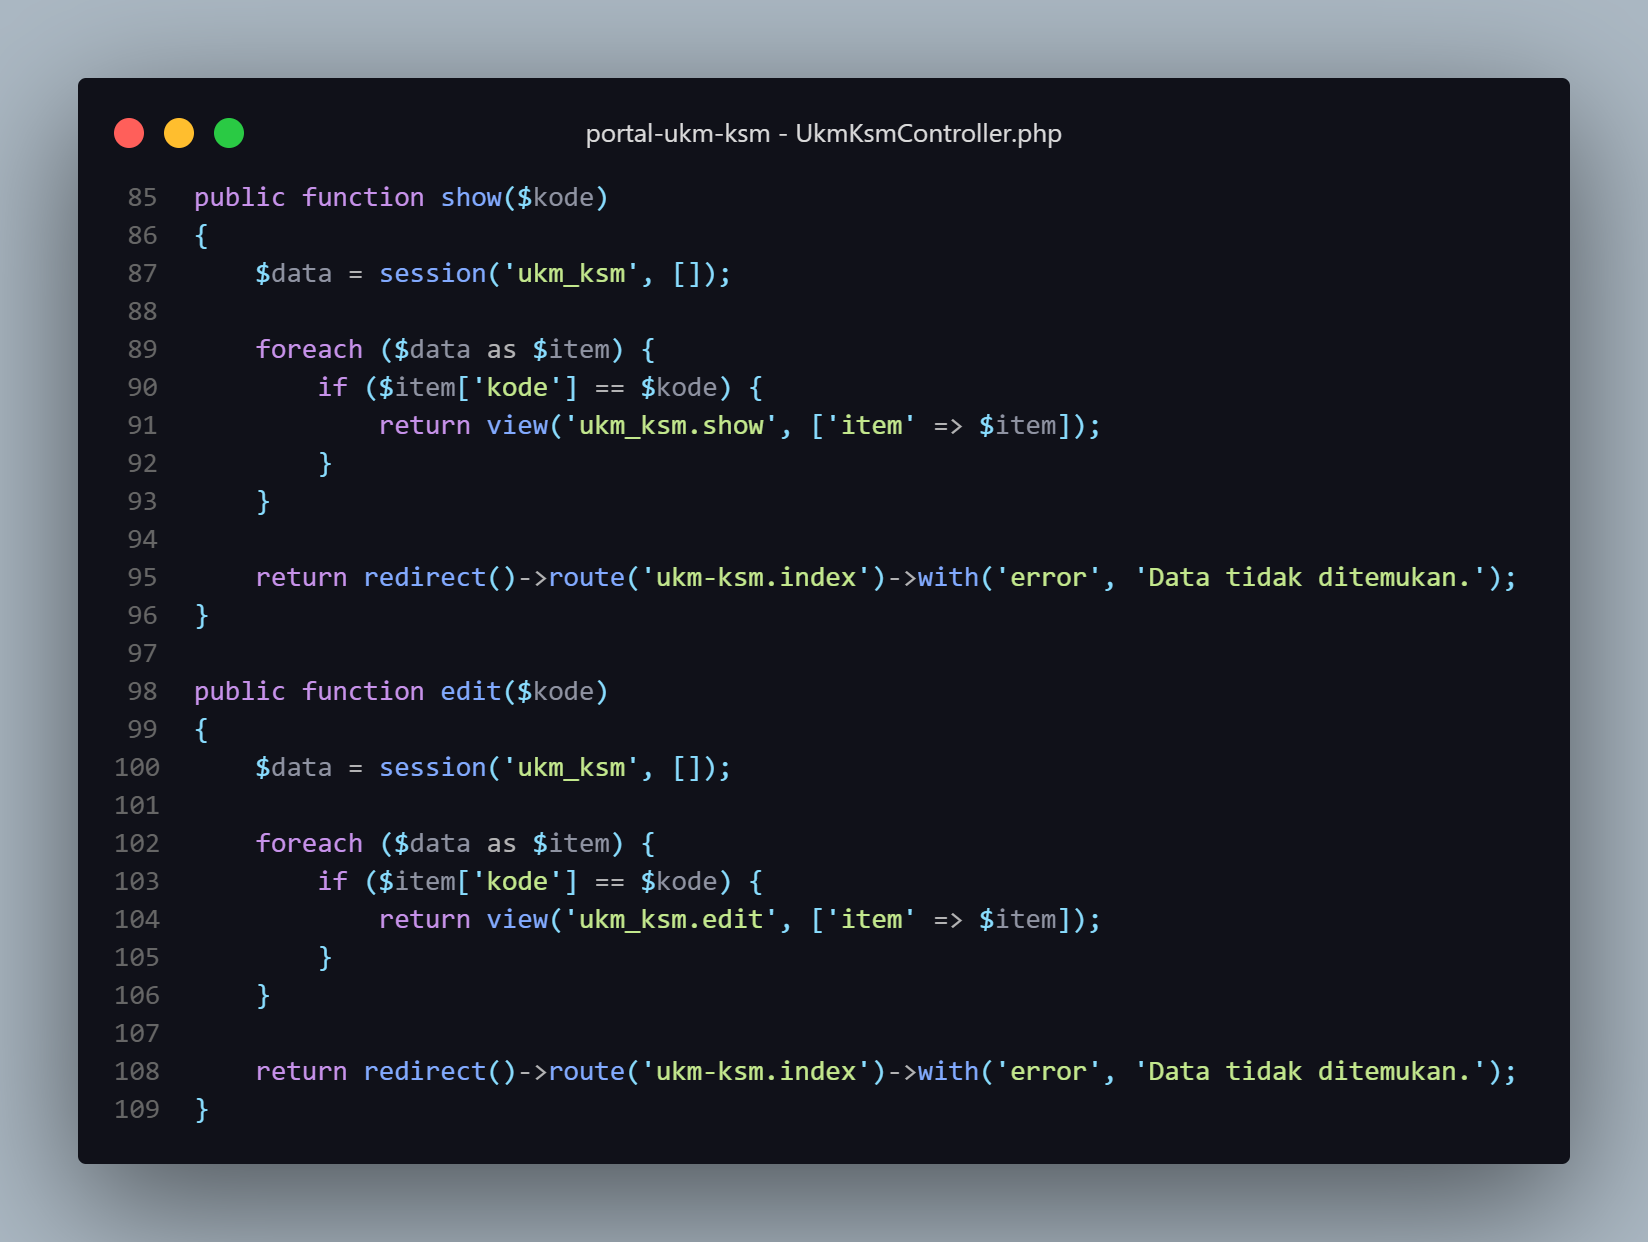 portal-ukm-ksm - UkmKsmController.php
85 public function show($kode)
86 {
87     $data = session('ukm_ksm', []);
88
89     foreach ($data as $item) {
90         if ($item['kode'] == $kode) {
91             return view('ukm_ksm.show', ['item' => $item]);
92         }
93     }
94
95     return redirect()->route('ukm-ksm.index')->with('error', 'Data tidak ditemukan.');
96 }
97
98 public function edit($kode)
99 {
100     $data = session('ukm_ksm', []);
101
102     foreach ($data as $item) {
103         if ($item['kode'] == $kode) {
104             return view('ukm_ksm.edit', ['item' => $item]);
105         }
106     }
107
108     return redirect()->route('ukm-ksm.index')->with('error', 'Data tidak ditemukan.');
109 }